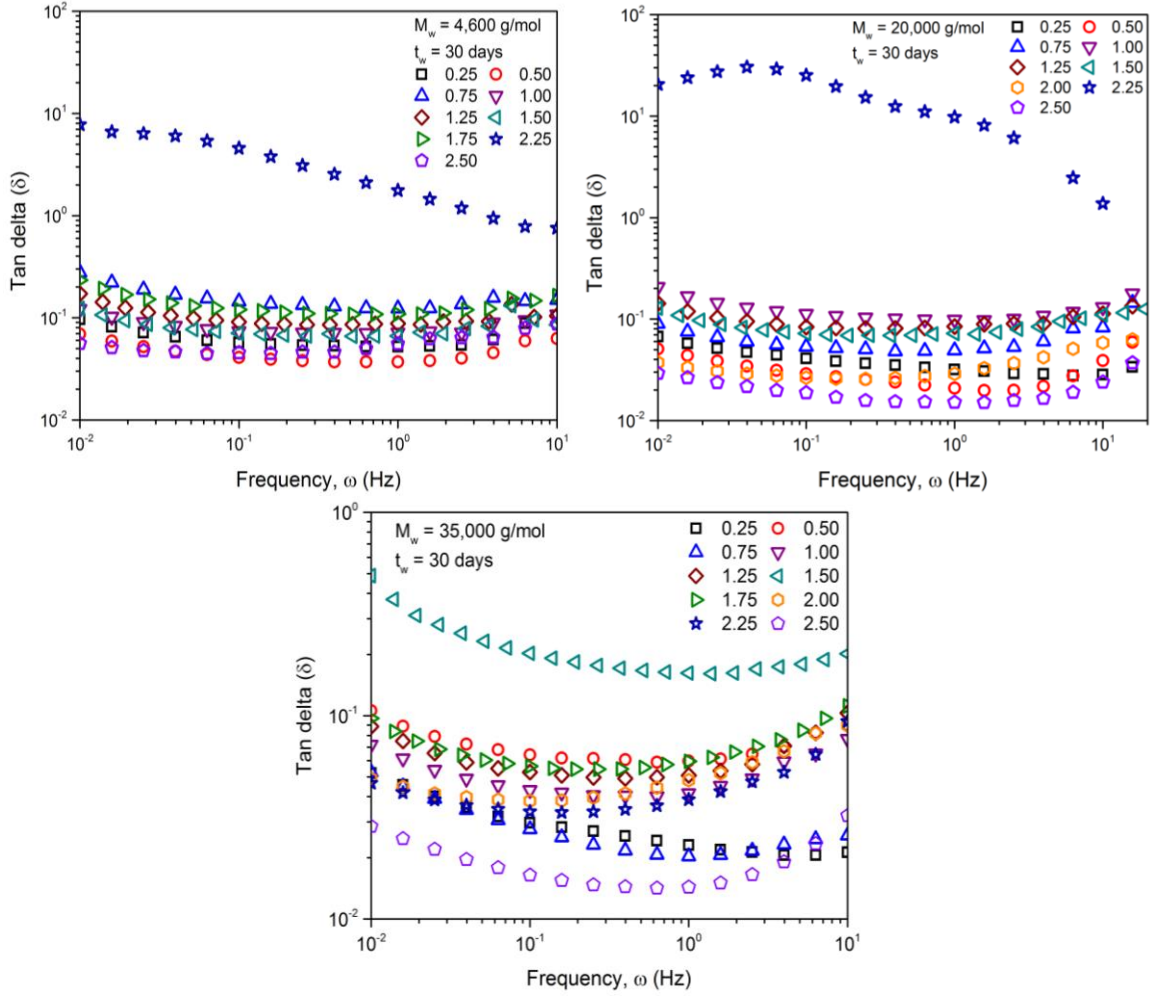 M_w = 4,600 g/mol
t_w = 30 days
0.25 0.50
0.75 1.00
1.25 1.50
1.75 2.25
2.50
10²
10¹
10⁰
10⁻¹
10⁻²
Tan delta (δ)
10⁻² 10⁻¹ 10⁰ 10¹
Frequency, ω (Hz)
M_w = 20,000 g/mol
t_w = 30 days
0.25 0.50
0.75 1.00
1.25 1.50
2.00 2.25
2.50
10²
10¹
10⁰
10⁻¹
10⁻²
Tan delta (δ)
10⁻² 10⁻¹ 10⁰ 10¹
Frequency, ω (Hz)
M_w = 35,000 g/mol
t_w = 30 days
0.25 0.50
0.75 1.00
1.25 1.50
1.75 2.00
2.25 2.50
10⁰
10⁻¹
10⁻²
Tan delta (δ)
10⁻² 10⁻¹ 10⁰ 10¹
Frequency, ω (Hz)